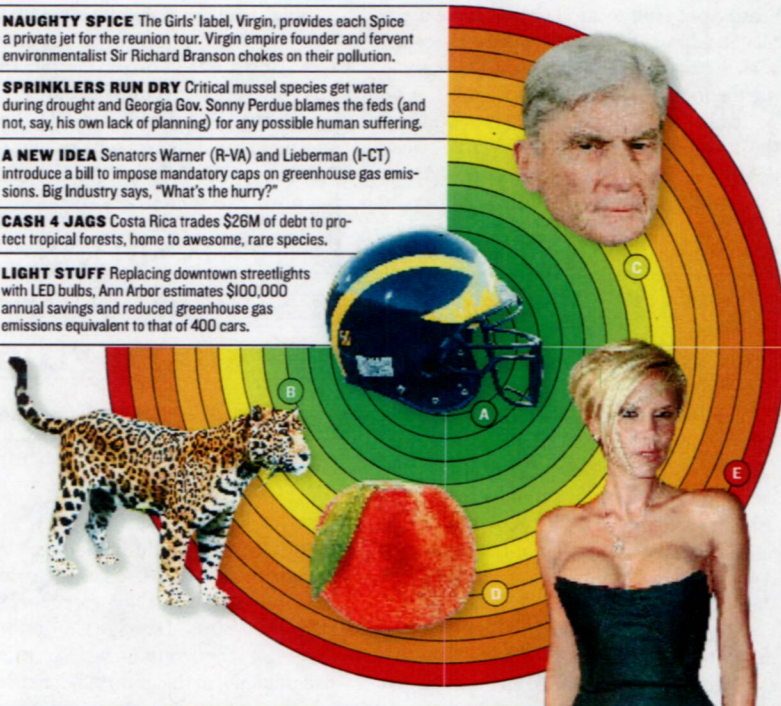 NAUGHTY SPICE The Girls' label, Virgin, provides each Spice
a private jet for the reunion tour. Virgin empire founder and fervent
environmentalist Sir Richard Branson chokes on their pollution.
SPRINKLERS RUN DRY Critical mussel species get water
during drought and Georgia Gov. Sonny Perdue blames the feds (and
not, say, his own lack of planning) for any possible human suffering.
A NEW IDEA Senators Warner (R-VA) and Lieberman (I-CT)
introduce a bill to impose mandatory caps on greenhouse gas emis-
sions. Big Industry says, "What's the hurry?"
CASH 4 JAGS Costa Rica trades $26M of debt to pro-
tect tropical forests, home to awesome, rare species.
LIGHT STUFF Replacing downtown streetlights
with LED bulbs, Ann Arbor estimates $100,000
annual savings and reduced greenhouse gas
emissions equivalent to that of 400 cars.
C
B
A
E
D